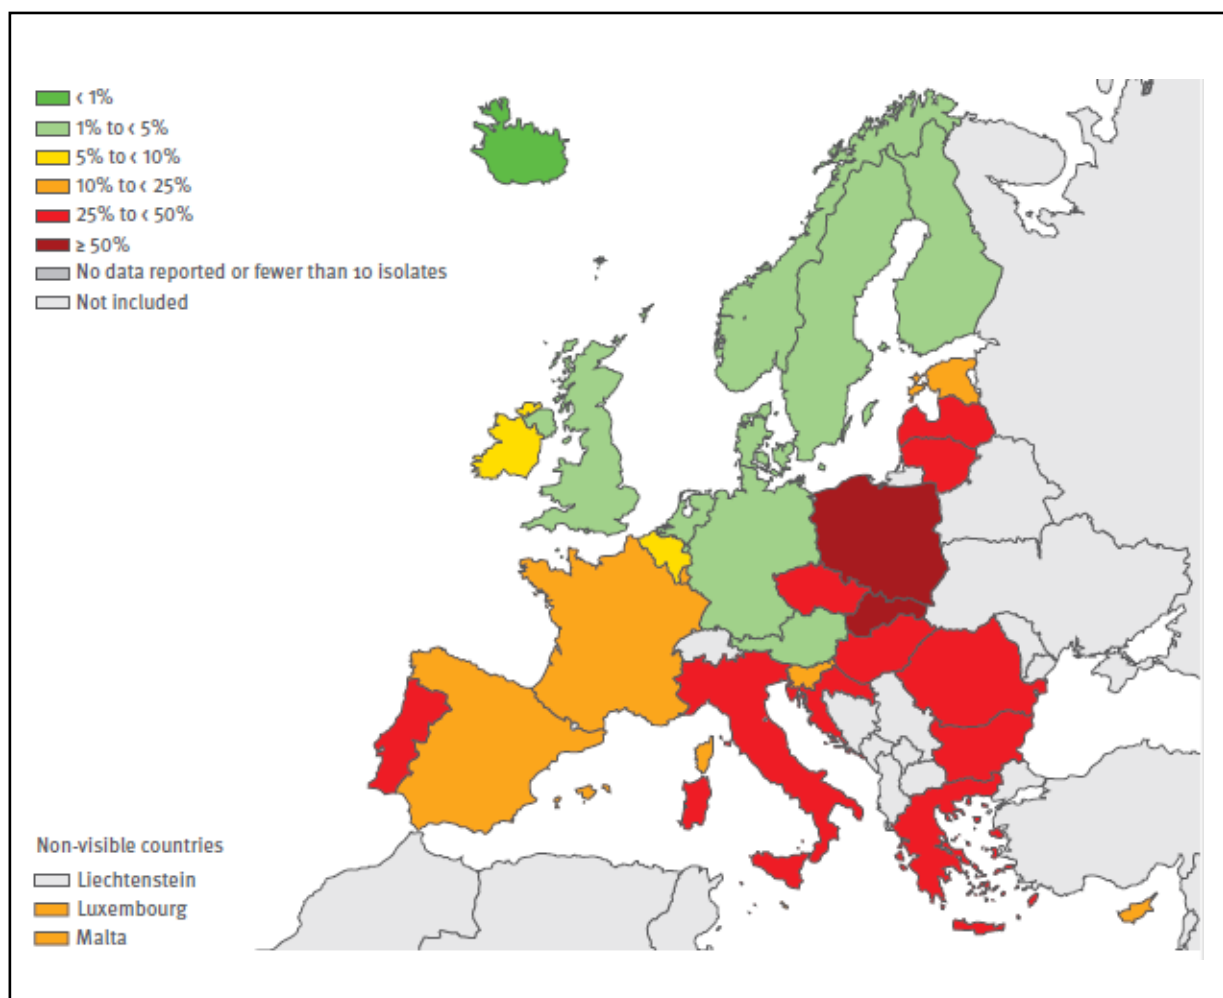 < 1%
1% to < 5%
5% to < 10%
10% to < 25%
25% to < 50%
≥ 50%
No data reported or fewer than 10 isolates
Not included
Non-visible countries
Liechtenstein
Luxembourg
Malta